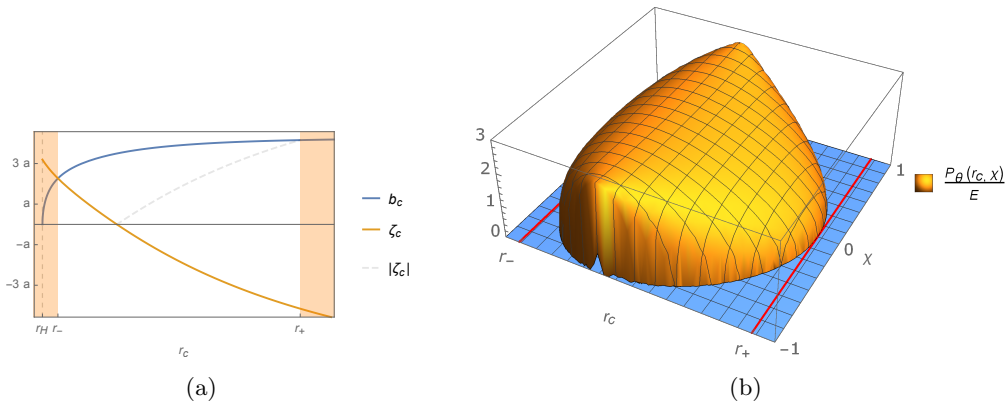 3 a
a
−a
−3 a
r_H r_− r_+
r_c
b_c
ζ_c
|ζ_c|
(a)
3
2
1
0
r_−
r_c
r_+
−1
0
χ
1
P_θ(r_c, χ)
E
(b)